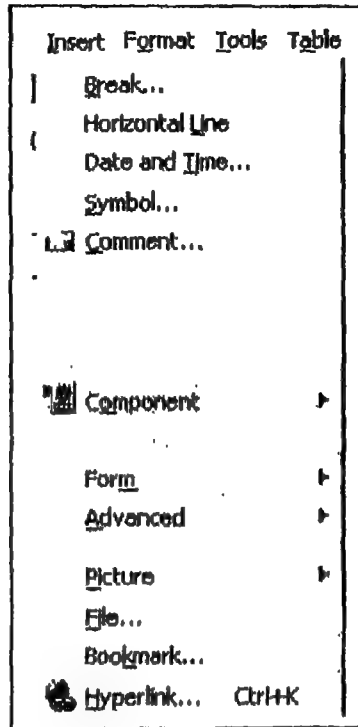 Insert Format Tools Table
Break...
Horizontal Line
Date and Time...
Symbol...
Comment...
Component
Form
Advanced
Picture
File...
Bookmark...
Hyperlink... Ctrl+K